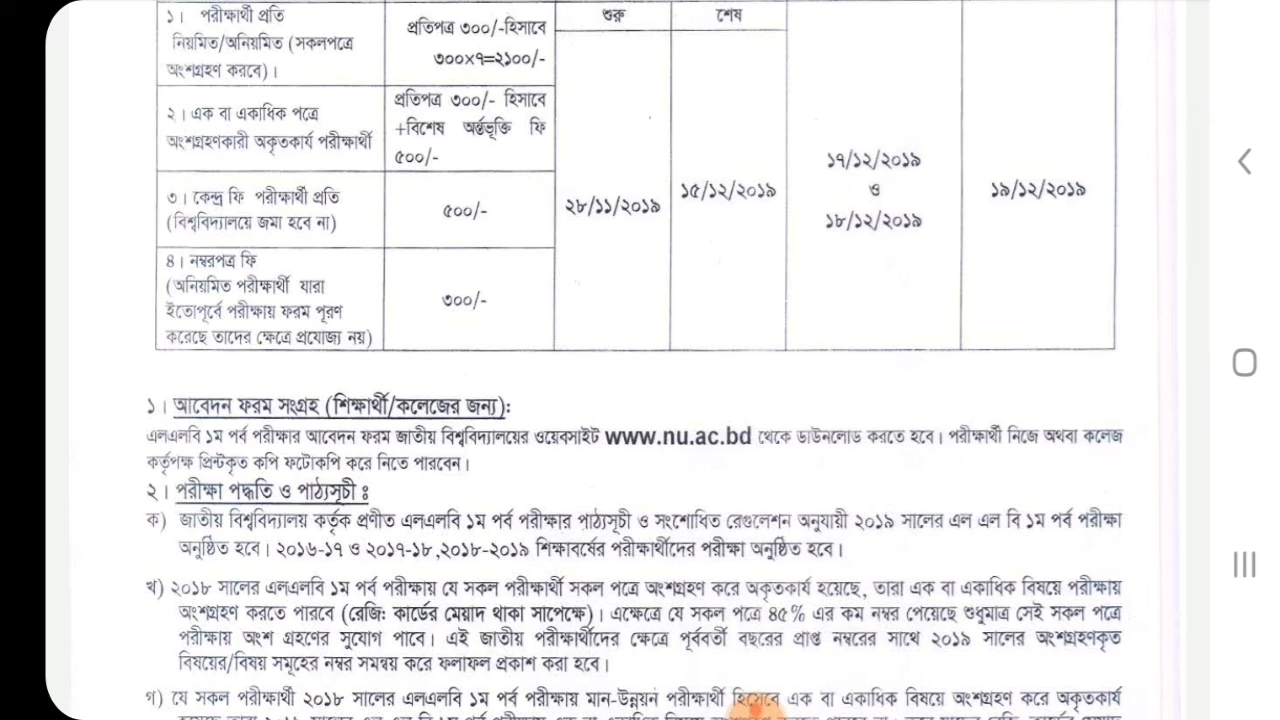 ১। পরীক্ষার্থী প্রতি
নিয়মিত/অনিয়মিত (সকলপত্রে
অংশগ্রহণ করবে)।
প্রতিপত্র ৩০০/-হিসাবে
৩০০x৭=২১০০/-
শুরু
শেষ
২। এক বা একাধিক পত্রে
অংশগ্রহণকারী অকৃতকার্য পরীক্ষার্থী
প্রতিপত্র ৩০০/- হিসাবে
+বিশেষ অর্ন্তভূক্তি ফি
৫০০/-
৩। কেন্দ্র ফি পরীক্ষার্থী প্রতি
(বিশ্ববিদ্যালয়ে জমা হবে না)
৫০০/-
২৮/১১/২০১৯
১৫/১২/২০১৯
১৭/১২/২০১৯
ও
১৮/১২/২০১৯
১৯/১২/২০১৯
৪। নম্বরপত্র ফি
(অনিয়মিত পরীক্ষার্থী যারা
ইতোপূর্বে পরীক্ষায় ফরম পূরণ
করেছে তাদের ক্ষেত্রে প্রযোজ্য নয়)
৩০০/-
১। আবেদন ফরম সংগ্রহ (শিক্ষার্থী/কলেজের জন্য):
এলএলবি ১ম পর্ব পরীক্ষার আবেদন ফরম জাতীয় বিশ্ববিদ্যালয়ের ওয়েবসাইট www.nu.ac.bd থেকে ডাউনলোড করতে হবে। পরীক্ষার্থী নিজে অথবা কলেজ
কর্তৃপক্ষ প্রিন্টকৃত কপি ফটোকপি করে নিতে পারবেন।
২। পরীক্ষা পদ্ধতি ও পাঠ্যসূচী ঃ
ক) জাতীয় বিশ্ববিদ্যালয় কর্তৃক প্রণীত এলএলবি ১ম পর্ব পরীক্ষার পাঠ্যসূচী ও সংশোধিত রেগুলেশন অনুযায়ী ২০১৯ সালের এল এল বি ১ম পর্ব পরীক্ষা
অনুষ্ঠিত হবে। ২০১৬-১৭ ও ২০১৭-১৮,২০১৮-২০১৯ শিক্ষাবর্ষের পরীক্ষার্থীদের পরীক্ষা অনুষ্ঠিত হবে।
খ) ২০১৮ সালের এলএলবি ১ম পর্ব পরীক্ষায় যে সকল পরীক্ষার্থী সকল পত্রে অংশগ্রহণ করে অকৃতকার্য হয়েছে, তারা এক বা একাধিক বিষয়ে পরীক্ষায়
অংশগ্রহণ করতে পারবে (রেজি: কার্ডের মেয়াদ থাকা সাপেক্ষে)। এক্ষেত্রে যে সকল পত্রে ৪৫% এর কম নম্বর পেয়েছে শুধুমাত্র সেই সকল পত্রে
পরীক্ষায় অংশ গ্রহণের সুযোগ পাবে। এই জাতীয় পরীক্ষার্থীদের ক্ষেত্রে পূর্ববর্তী বছরের প্রাপ্ত নম্বরের সাথে ২০১৯ সালের অংশগ্রহণকৃত
বিষয়ের/বিষয় সমূহের নম্বর সমন্বয় করে ফলাফল প্রকাশ করা হবে।
গ) যে সকল পরীক্ষার্থী ২০১৮ সালের এলএলবি ১ম পর্ব পরীক্ষায় মান-উন্নয়ন পরীক্ষার্থী হিসেবে এক বা একাধিক বিষয়ে অংশগ্রহণ করে অকৃতকার্য